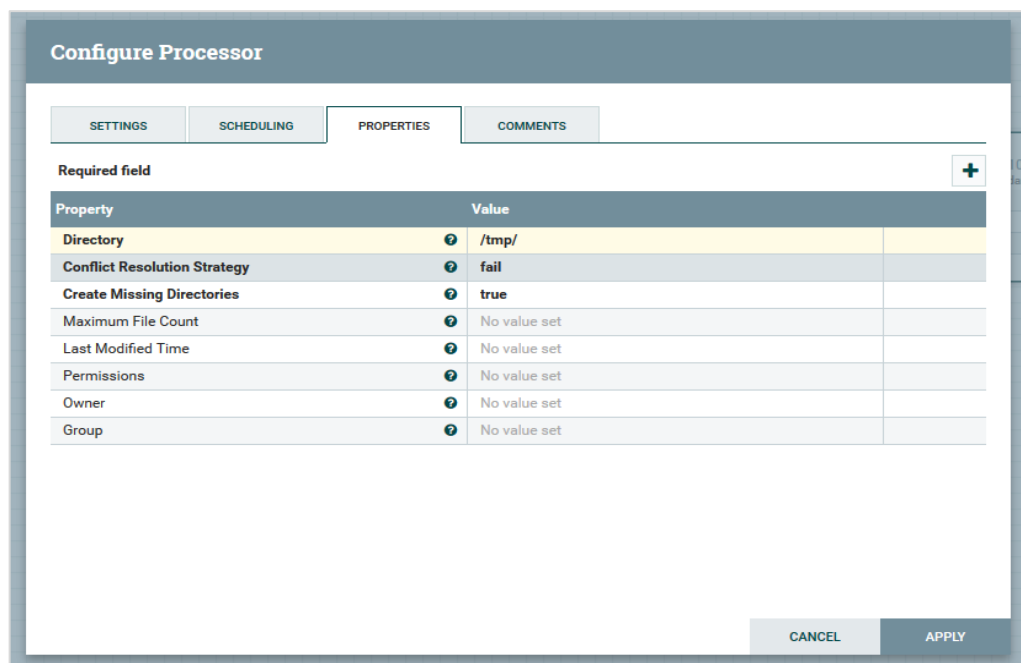 Configure Processor
SETTINGS SCHEDULING PROPERTIES COMMENTS
Required field
Property Value
Directory /tmp/
Conflict Resolution Strategy fail
Create Missing Directories true
Maximum File Count No value set
Last Modified Time No value set
Permissions No value set
Owner No value set
Group No value set
CANCEL APPLY